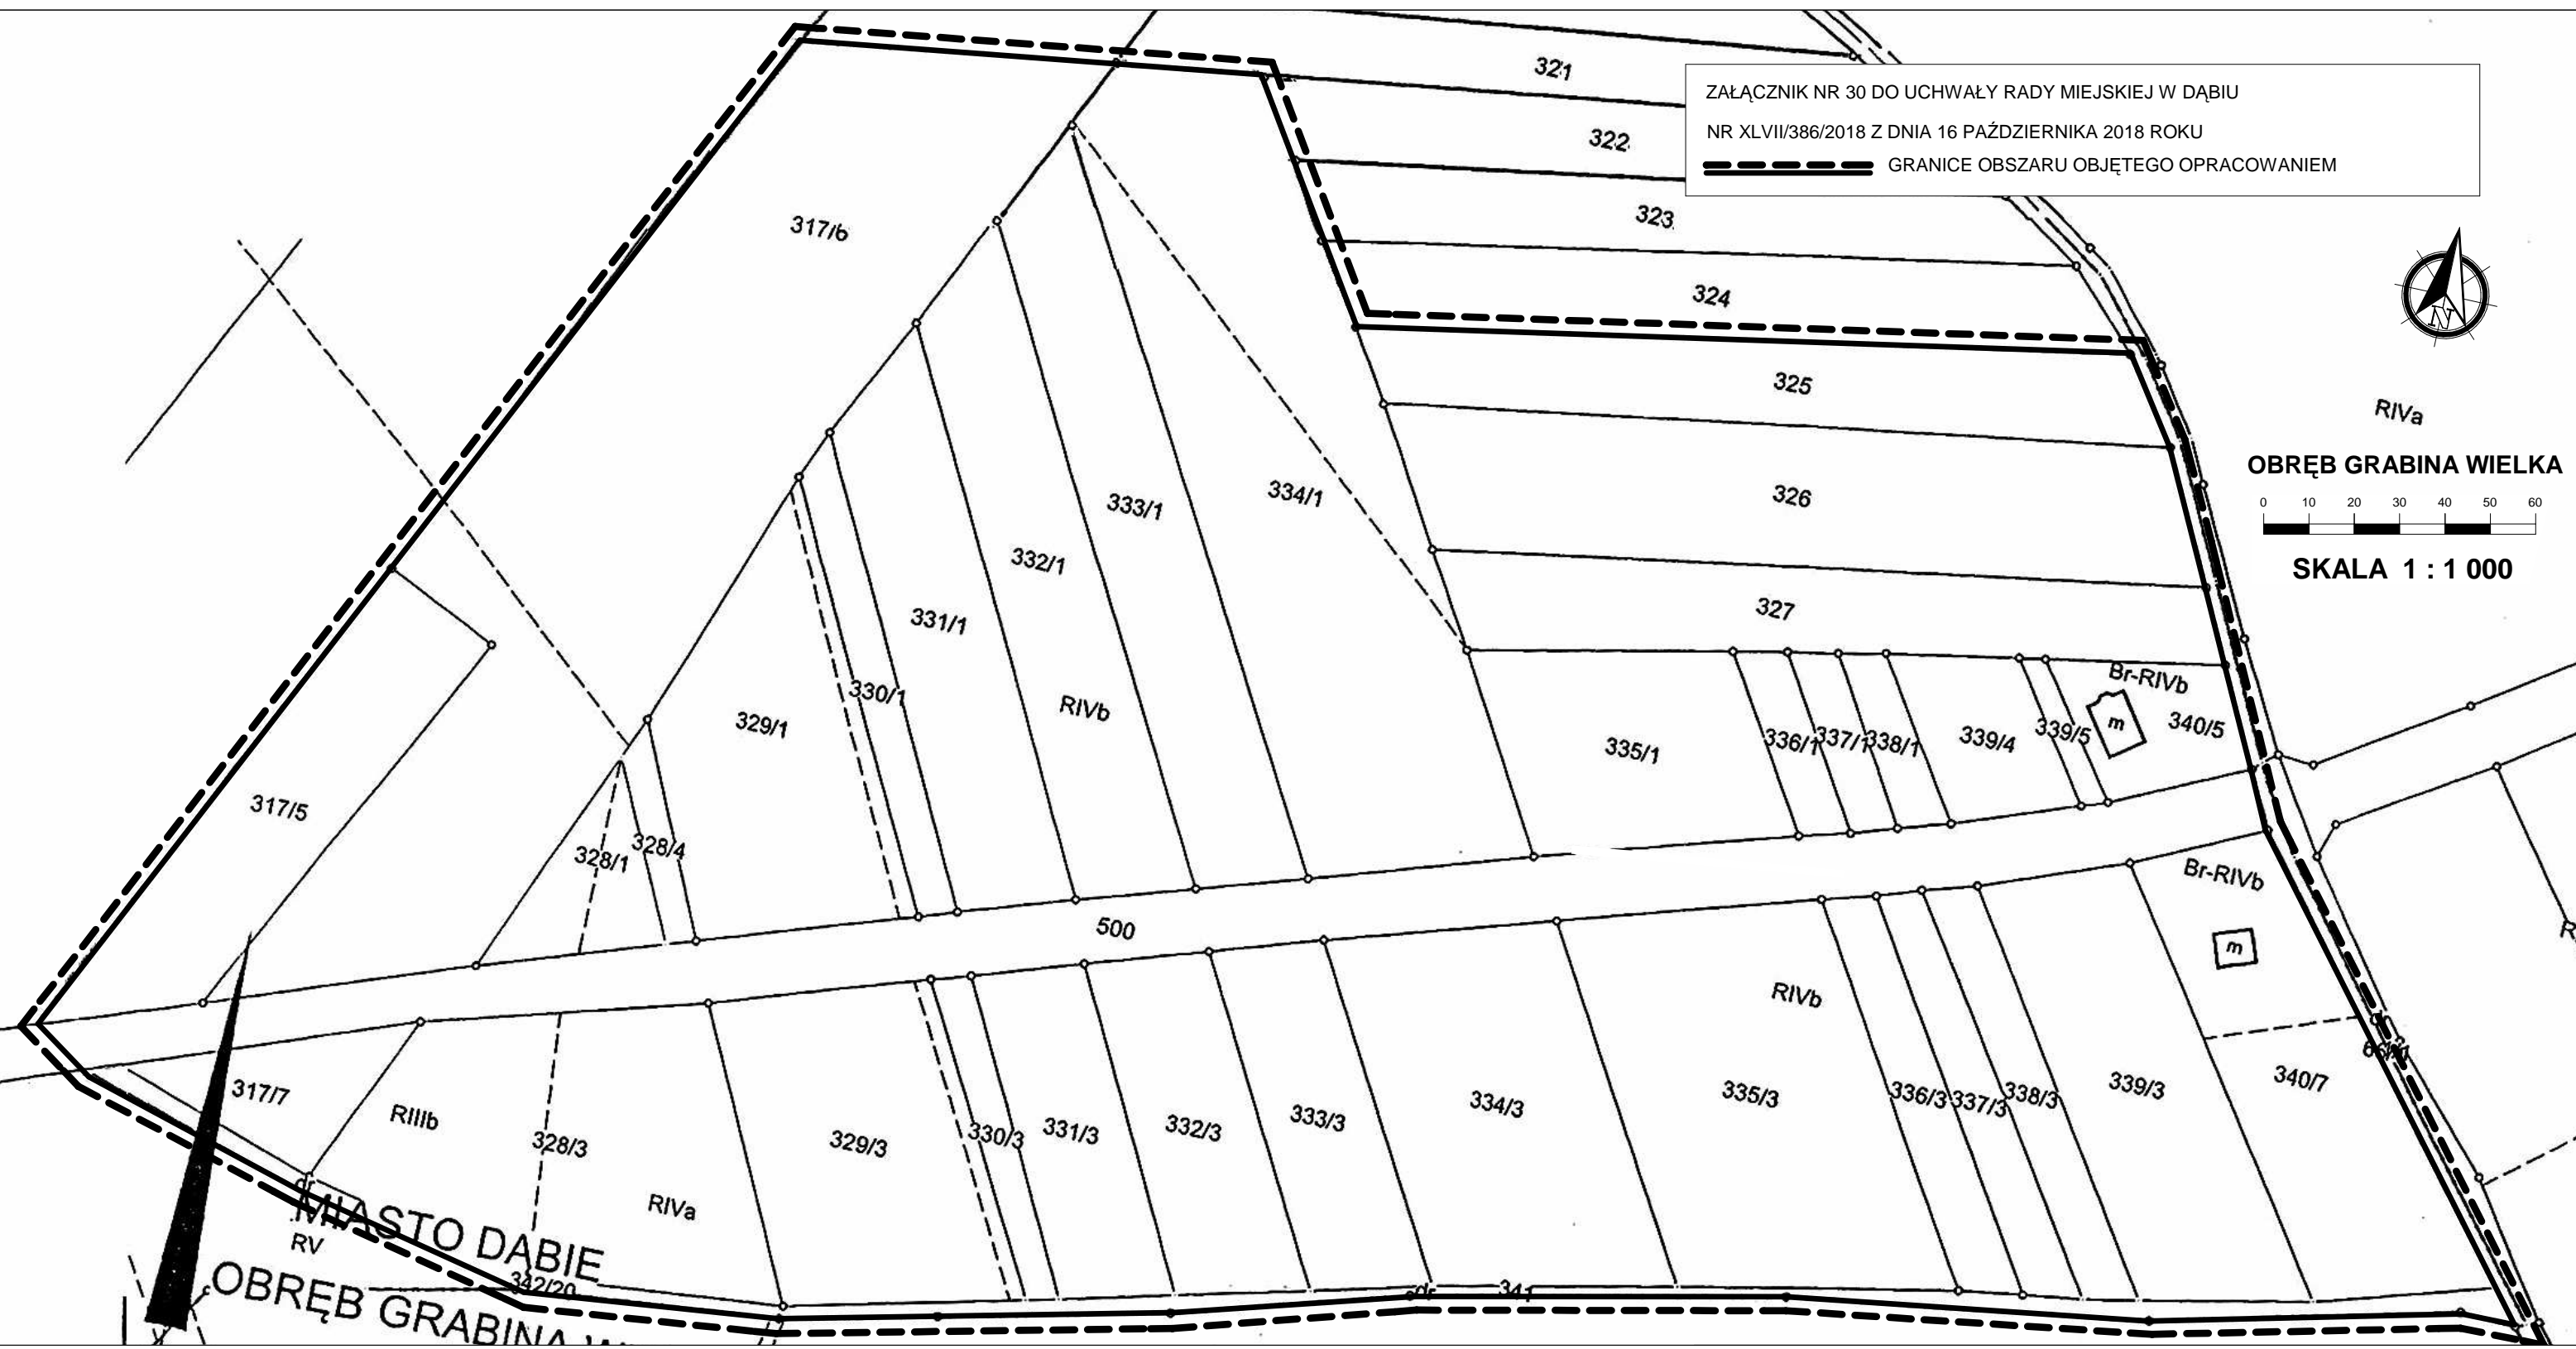 321
ZAŁĄCZNIK NR 30 DO UCHWAŁY RADY MIEJSKIEJ W DĄBIU
NR XLVII/386/2018 Z DNIA 16 PAŹDZIERNIKA 2018 ROKU
GRANICE OBSZARU OBJĘTEGO OPRACOWANIEM
322
323
317/6
324
N
325
RIVa
OBRĘB GRABINA WIELKA
0 10 20 30 40 50 60
SKALA 1 : 1 000
334/1
326
333/1
332/1
327
331/1
330/1
Br-RIVb
RIVb
329/1
m
340/5
335/1
336/1
337/1
338/1
339/4
339/5
317/5
328/1
328/4
Br-RIVb
500
m
RIVb
317/7
RIIIb
328/3
329/3
330/3
331/3
332/3
333/3
334/3
335/3
336/3
337/3
338/3
339/3
340/7
RIVa
dr
MIASTO DĄBIE
RV
342/20
OBRĘB GRABINA
dr
341